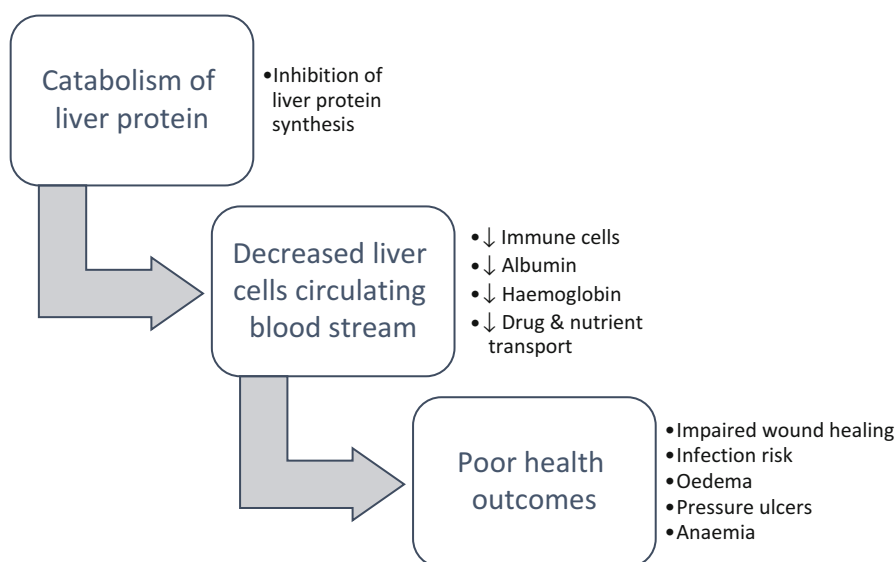 Catabolism of
liver protein
•Inhibition of
liver protein
synthesis
Decreased liver
cells circulating
blood stream
•↓ Immune cells
•↓ Albumin
•↓ Haemoglobin
•↓ Drug & nutrient
transport
Poor health
outcomes
•Impaired wound healing
•Infection risk
•Oedema
•Pressure ulcers
•Anaemia